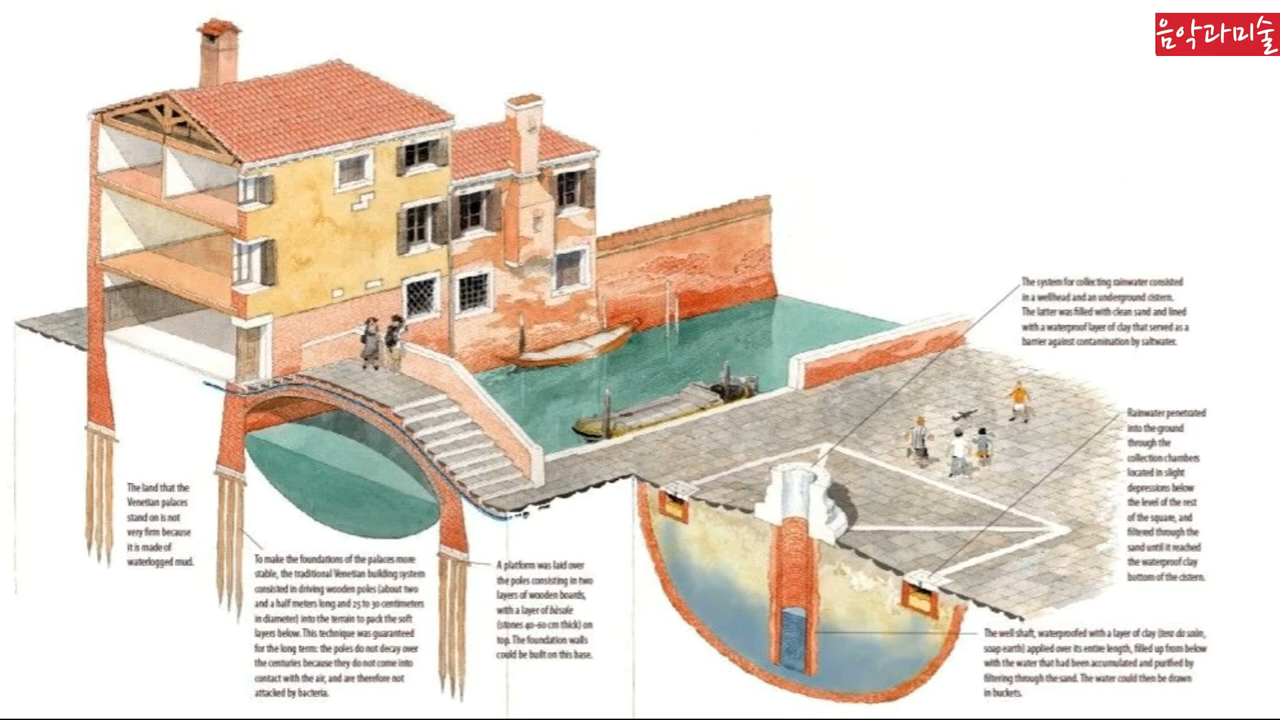 음악과미술
The system for collecting rainwater consisted
in a wellhead and an underground cistern.
The latter was filled with clean sand and lined
with a waterproof layer of clay that served as a
barrier against contamination by saltwater.
Rainwater penetrated
into the ground
through the
collection chambers
located in slight
depressions below
the level of the rest
of the square, and
filtered through the
sand until it reached
the waterproof clay
bottom of the cistern.
The land that the
Venetian palaces
stand on is not
very firm because
it is made of
waterlogged mud.
To make the foundations of the palaces more
stable, the traditional Venetian building system
consisted in driving wooden poles (about two
and a half meters long and 25 to 30 centimeters
in diameter) into the terrain to pack the soft
layers below. This technique was guaranteed
for the long term: the poles do not decay over
the centuries because they do not come into
contact with the air, and are therefore not
attacked by bacteria.
A platform was laid over
the poles consisting in two
layers of wooden boards,
with a layer of bàsole
(stones 40-60 cm thick) on
top. The foundation walls
could be built on this base.
The well shaft, waterproofed with a layer of clay (tera da saòn,
soap earth) applied over its entire length, filled up from below
with the water that had been accumulated and purified by
filtering through the sand. The water could then be drawn
in buckets.